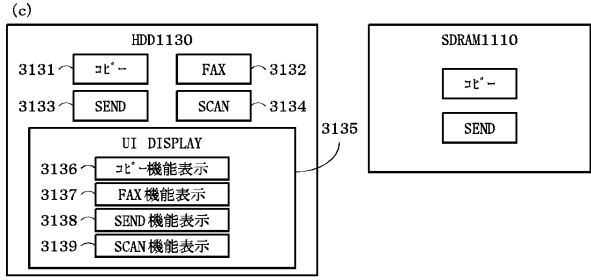 (c)
HDD1130
SDRAM1110
3131 コピー FAX 3132
3133 SEND SCAN 3134
コピー
SEND
UI DISPLAY
3135
3136 コピー機能表示
3137 FAX機能表示
3138 SEND機能表示
3139 SCAN機能表示